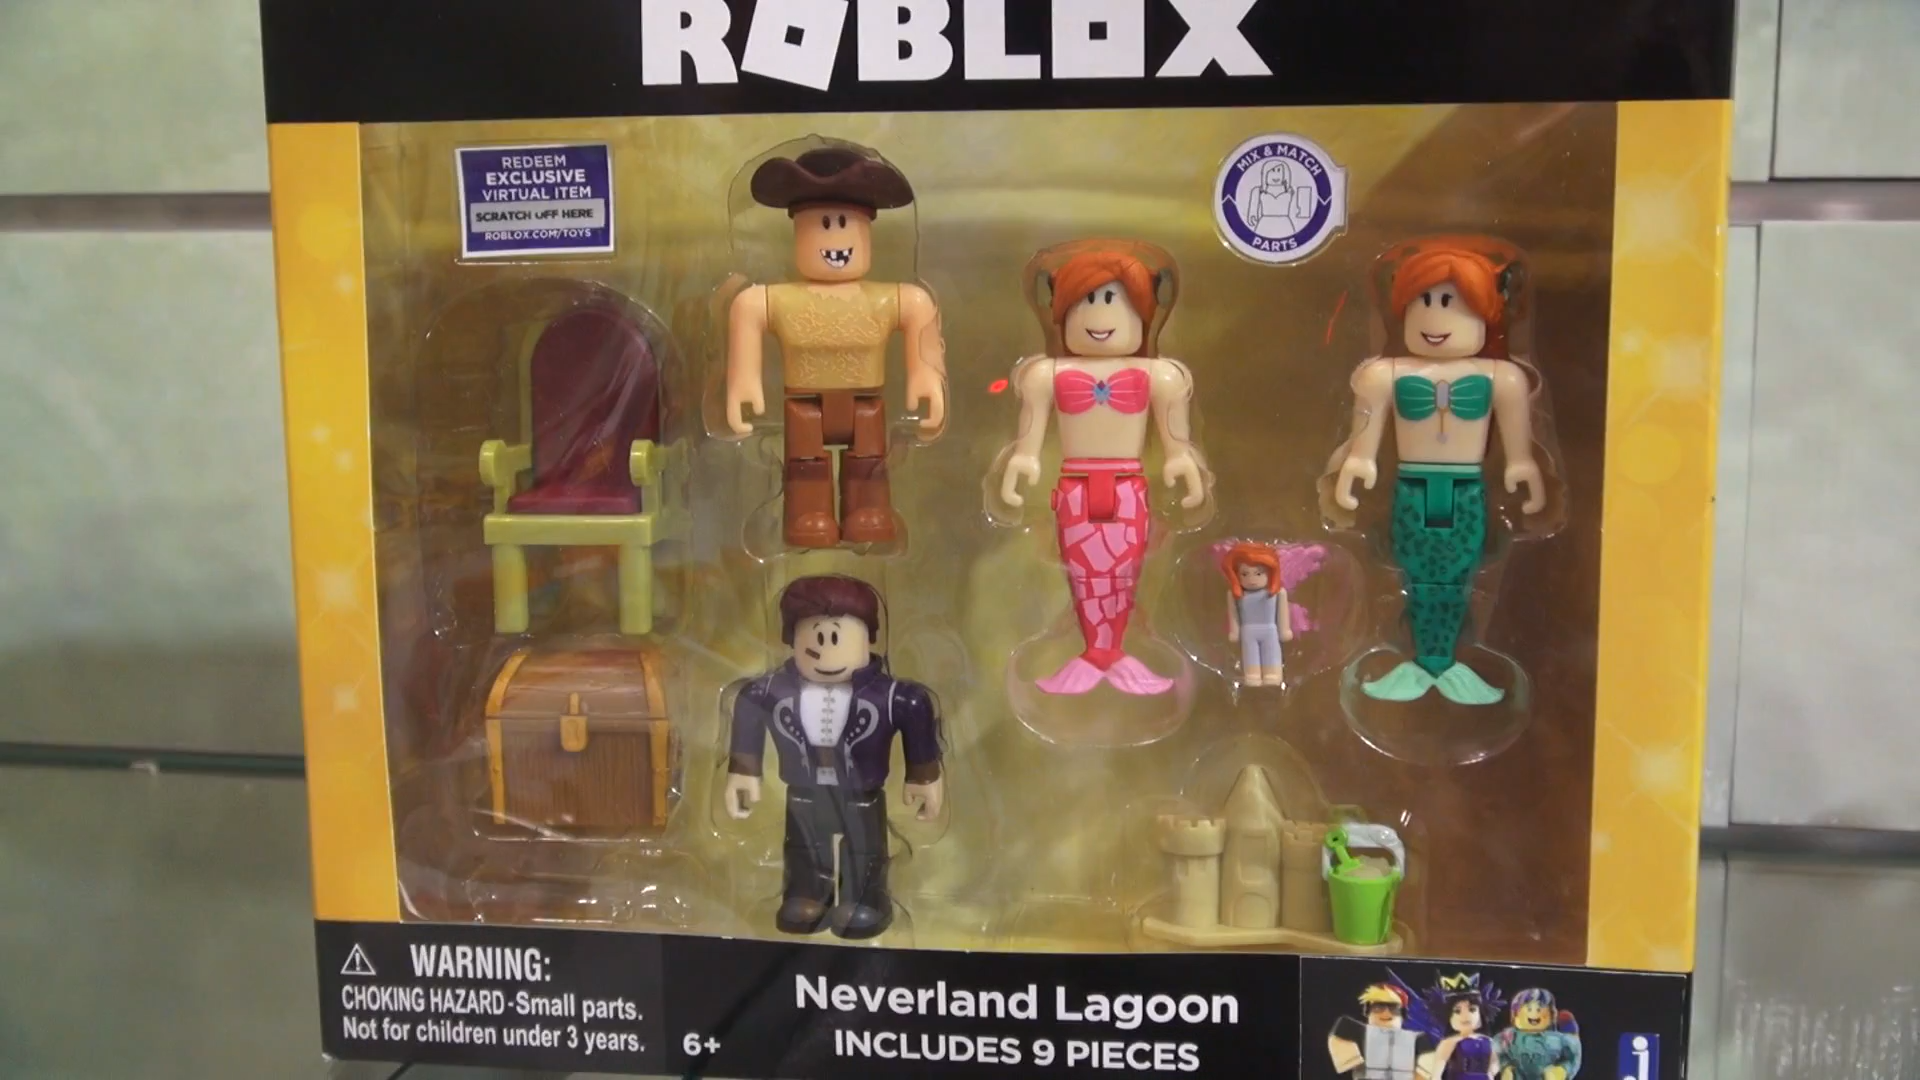 ROBLOX
REDEEM
EXCLUSIVE
VIRTUAL ITEM
SCRATCH OFF HERE
ROBLOX.COM/TOYS
MIX & MATCH
PARTS
WARNING:
CHOKING HAZARD-Small parts.
Not for children under 3 years.
6+
Neverland Lagoon
INCLUDES 9 PIECES